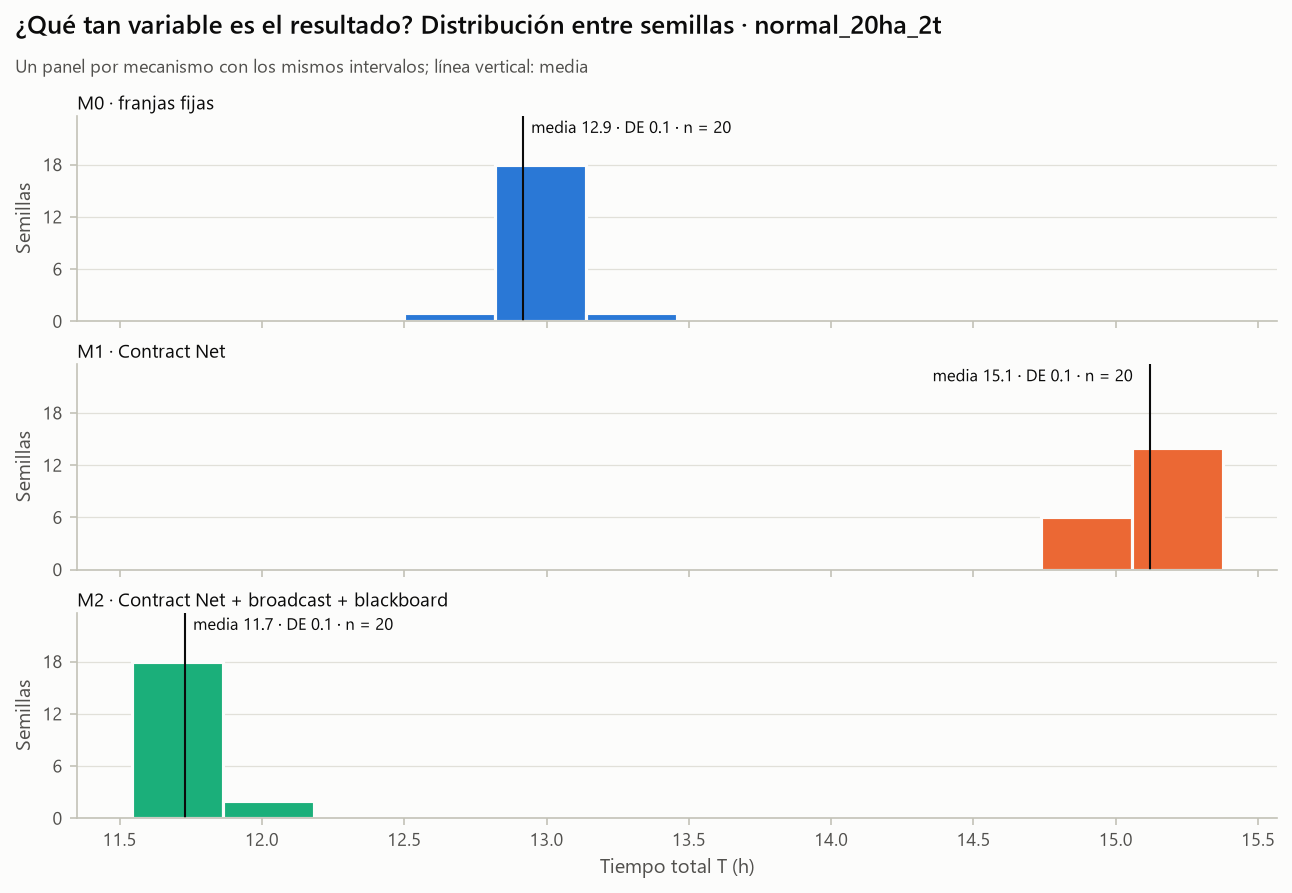 ¿Qué tan variable es el resultado? Distribución entre semillas · normal_20ha_2t
Un panel por mecanismo con los mismos intervalos; línea vertical: media
M0 · franjas fijas
media 12.9 · DE 0.1 · n = 20
Semillas
18
12
6
0
M1 · Contract Net
media 15.1 · DE 0.1 · n = 20
Semillas
18
12
6
0
M2 · Contract Net + broadcast + blackboard
media 11.7 · DE 0.1 · n = 20
Semillas
18
12
6
0
11.5 12.0 12.5 13.0 13.5 14.0 14.5 15.0 15.5
Tiempo total T (h)